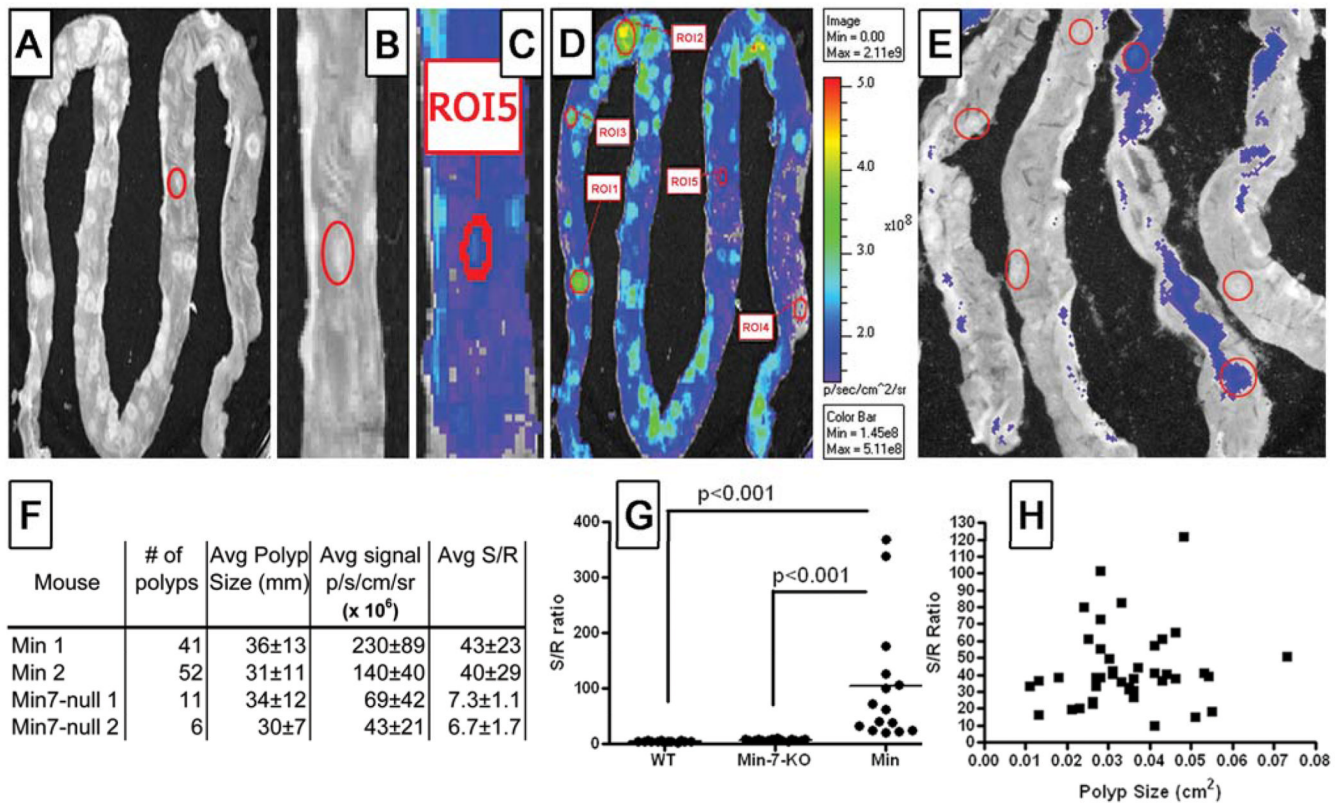 A
B
C
ROI5
D
ROI2
ROI3
ROI1
ROI5
ROI4
Image
Min = 0.00
Max = 2.11e9
5.0
4.0
x10^8
3.0
2.0
p/sec/cm^2/sr
Color Bar
Min = 1.45e8
Max = 5.11e8
E
F
Mouse # of polyps Avg Polyp Size (mm) Avg signal p/s/cm/sr (x 10⁶) Avg S/R
Min 1 41 36±13 230±89 43±23
Min 2 52 31±11 140±40 40±29
Min7-null 1 11 34±12 69±42 7.3±1.1
Min7-null 2 6 30±7 43±21 6.7±1.7
G
p<0.001
p<0.001
S/R ratio
400
300
200
100
0
WT Min-7-KO Min
H
S/R Ratio
130
120
110
100
90
80
70
60
50
40
30
20
10
0
0.00 0.01 0.02 0.03 0.04 0.05 0.06 0.07 0.08
Polyp Size (cm²)